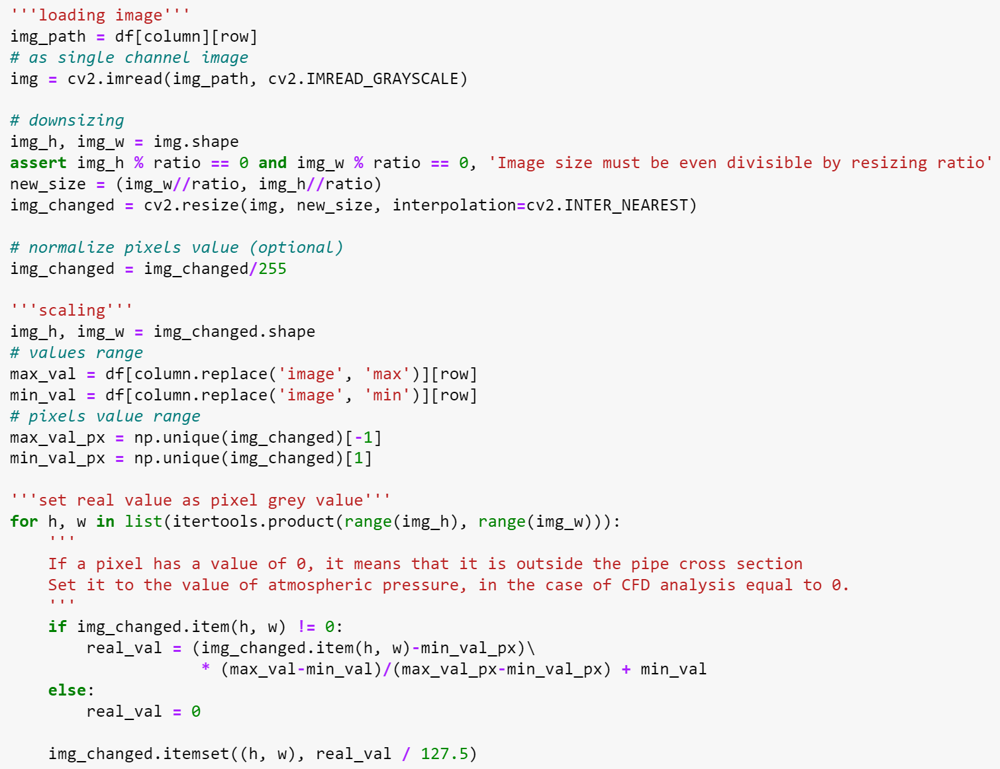 '''loading image'''
img_path = df[column][row]
# as single channel image
img = cv2.imread(img_path, cv2.IMREAD_GRAYSCALE)

# downsizing
img_h, img_w = img.shape
assert img_h % ratio == 0 and img_w % ratio == 0, 'Image size must be even divisible by resizing ratio'
new_size = (img_w//ratio, img_h//ratio)
img_changed = cv2.resize(img, new_size, interpolation=cv2.INTER_NEAREST)

# normalize pixels value (optional)
img_changed = img_changed/255

'''scaling'''
img_h, img_w = img_changed.shape
# values range
max_val = df[column.replace('image', 'max')][row]
min_val = df[column.replace('image', 'min')][row]
# pixels value range
max_val_px = np.unique(img_changed)[-1]
min_val_px = np.unique(img_changed)[1]

'''set real value as pixel grey value'''
for h, w in list(itertools.product(range(img_h), range(img_w))):
    '''
    If a pixel has a value of 0, it means that it is outside the pipe cross section
    Set it to the value of atmospheric pressure, in the case of CFD analysis equal to 0.
    '''
    if img_changed.item(h, w) != 0:
        real_val = (img_changed.item(h, w)-min_val_px)\
                    * (max_val-min_val)/(max_val_px-min_val_px) + min_val
    else:
        real_val = 0

    img_changed.itemset((h, w), real_val / 127.5)